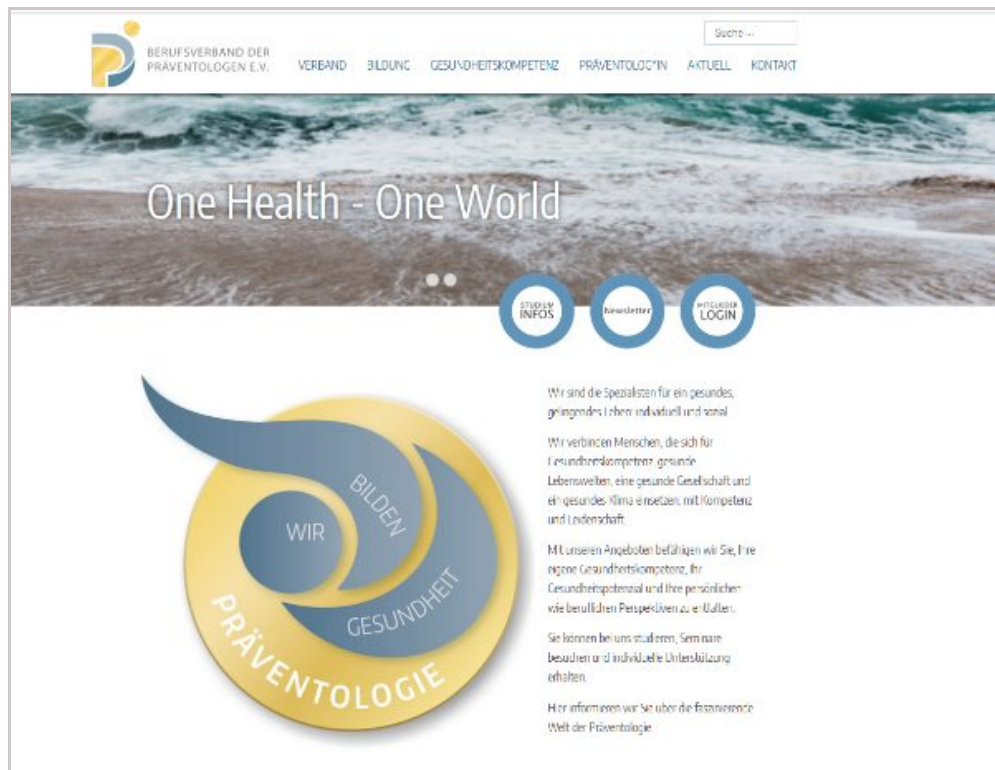 Suche ...
BERUFSVERBAND DER
PRÄVENTOLOGEN E.V.
VERBAND BILDUNG GESUNDHEITSKOMPETENZ PRÄVENTOLOG*IN AKTUELL KONTAKT
One Health - One World
STUDIUM
INFOS
Newsletter
MITGLIEDER
LOGIN
WIR
BILDEN
GESUNDHEIT
PRÄVENTOLOGIE
Wir sind die Spezialisten für ein gesundes,
gelingendes Leben: individuell und sozial.
Wir verbinden Menschen, die sich für
Gesundheitskompetenz, gesunde
Lebenswelten, eine gesunde Gesellschaft und
ein gesundes Klima einsetzen: mit Kompetenz
und Leidenschaft.
Mit unseren Angeboten befähigen wir Sie, Ihre
eigene Gesundheitskompetenz, Ihr
Gesundheitspotenzial und Ihre persönlichen
wie beruflichen Perspektiven zu entfalten.
Sie können bei uns studieren, Seminare
besuchen und individuelle Unterstützung
erhalten.
Hier informieren wir Sie über die faszinierende
Welt der Präventologie.